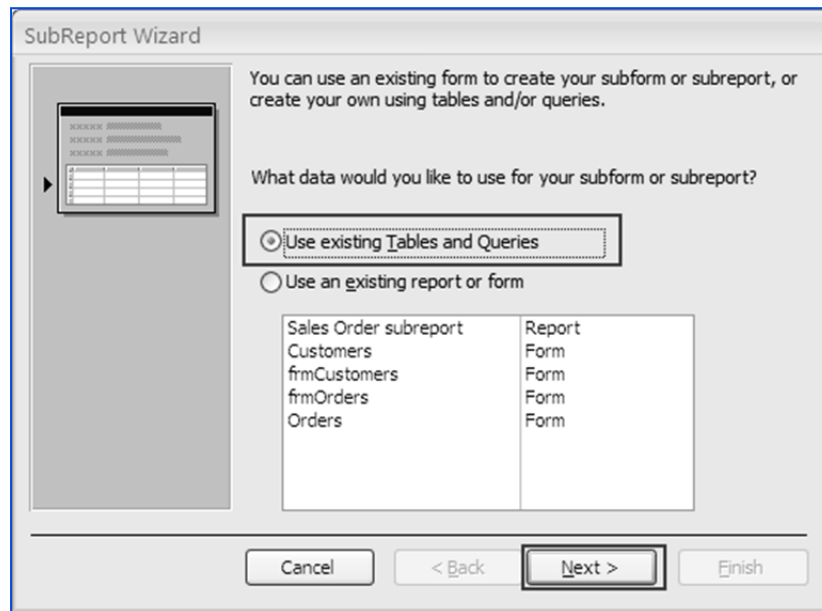 SubReport Wizard
You can use an existing form to create your subform or subreport, or
create your own using tables and/or queries.
What data would you like to use for your subform or subreport?
Use existing Tables and Queries
Use an existing report or form
Sales Order subreport Report
Customers Form
frmCustomers Form
frmOrders Form
Orders Form
Cancel < Back Next > Finish